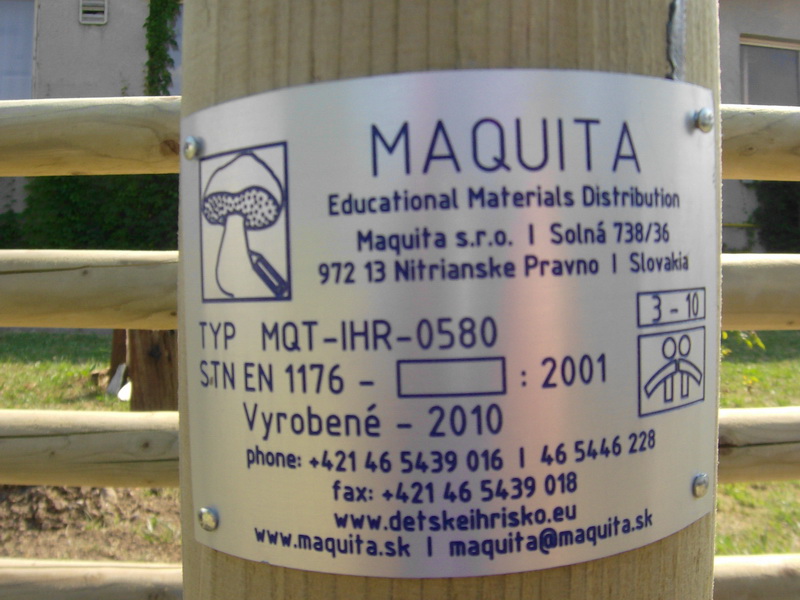 MAQUITA
Educational Materials Distribution
Maquita s.r.o. | Solná 738/36
972 13 Nitrianske Pravno | Slovakia
3 - 10
TYP MQT-IHR-0580
STN EN 1176 - : 2001
Vyrobené - 2010
phone: +421 46 5439 016 | 46 5446 228
fax: +421 46 5439 018
www.detskeihrisko.eu
www.maquita.sk | maquita@maquita.sk